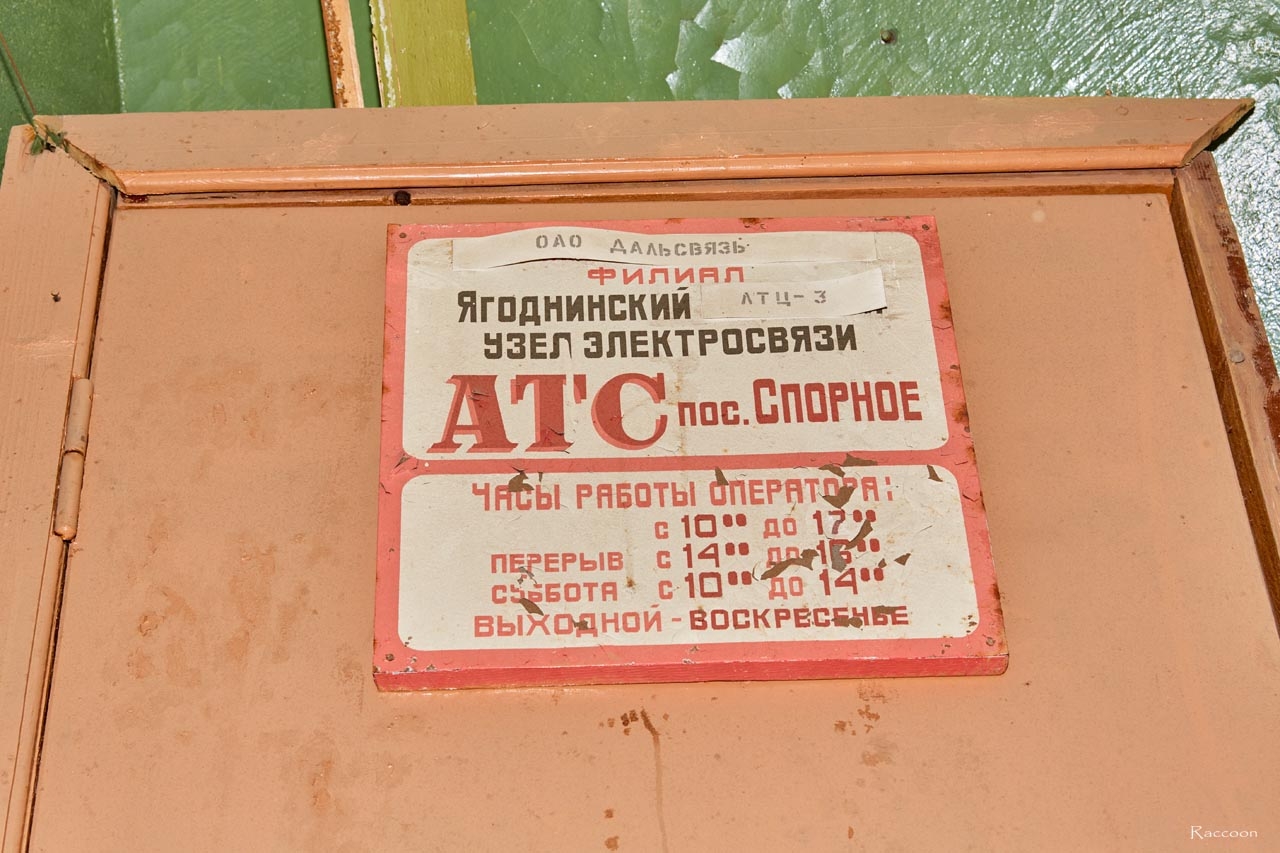 ОАО ДАЛЬСВЯЗЬ
ФИЛИАЛ
ЯГОДНИНСКИЙ ЛТЦ-3
УЗЕЛ ЭЛЕКТРОСВЯЗИ
АТС ПОС. СПОРНОЕ
ЧАСЫ РАБОТЫ ОПЕРАТОРА:
С 10⁰⁰ ДО 17⁰⁰
ПЕРЕРЫВ С 14⁰⁰ ДО 15⁰⁰
СУББОТА С 10⁰⁰ ДО 14⁰⁰
ВЫХОДНОЙ - ВОСКРЕСЕНЬЕ
Raccoon